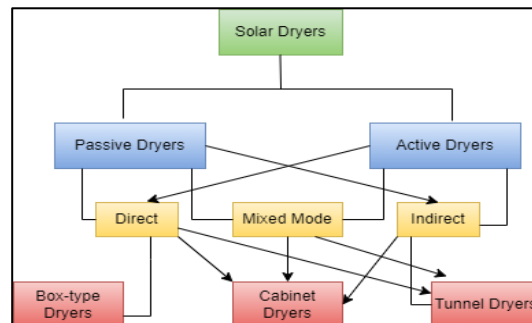 Solar Dryers
Passive Dryers
Active Dryers
Direct
Mixed Mode
Indirect
Box-type
Dryers
Cabinet
Dryers
Tunnel Dryers